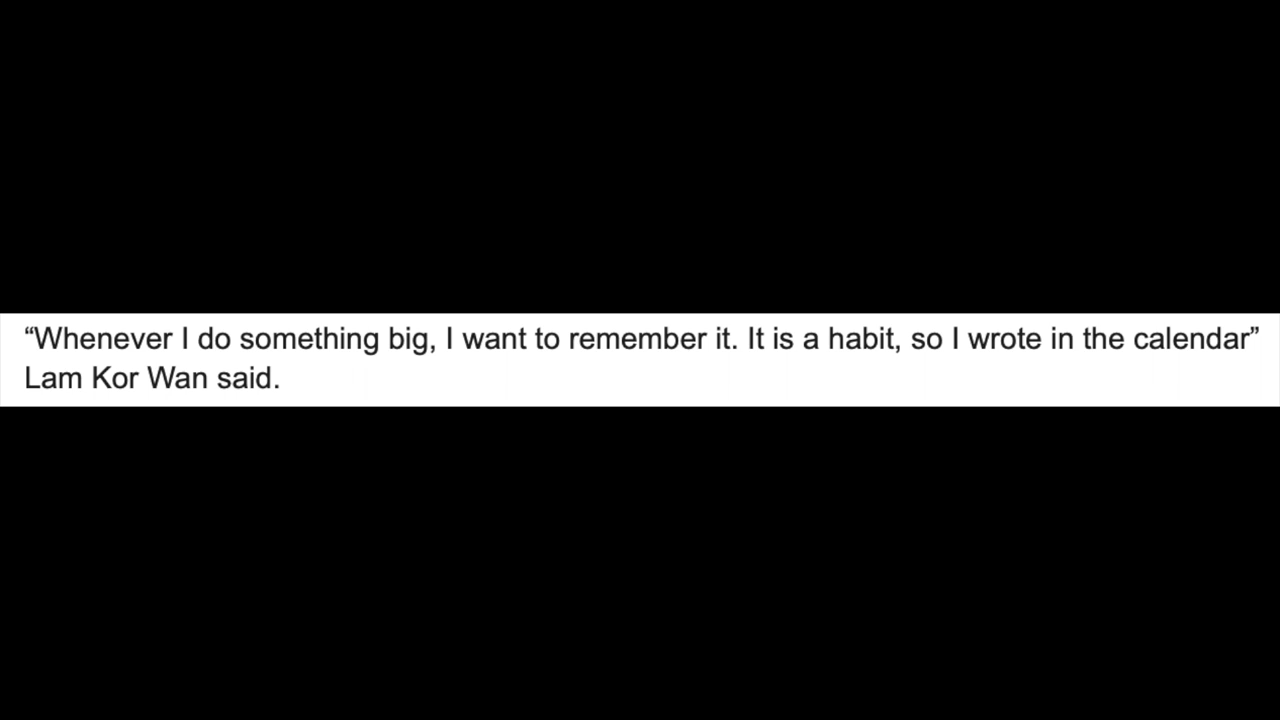 “Whenever I do something big, I want to remember it. It is a habit, so I wrote in the calendar”
Lam Kor Wan said.